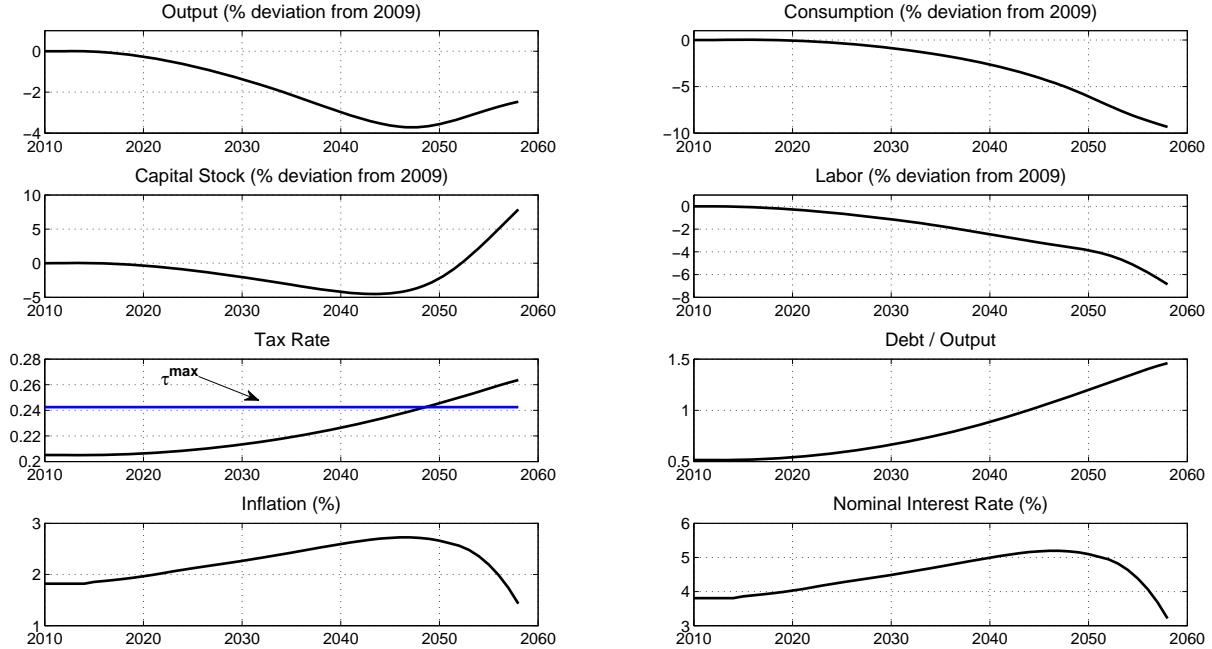 Output (% deviation from 2009)
0
−2
−4
2010 2020 2030 2040 2050 2060
Consumption (% deviation from 2009)
0
−5
−10
2010 2020 2030 2040 2050 2060
Capital Stock (% deviation from 2009)
10
5
0
−5
2010 2020 2030 2040 2050 2060
Labor (% deviation from 2009)
0
−2
−4
−6
−8
2010 2020 2030 2040 2050 2060
Tax Rate
0.28
0.26
0.24
0.22
0.2
τmax
2010 2020 2030 2040 2050 2060
Debt / Output
1.5
1
0.5
2010 2020 2030 2040 2050 2060
Inflation (%)
3
2
1
2010 2020 2030 2040 2050 2060
Nominal Interest Rate (%)
6
5
4
3
2010 2020 2030 2040 2050 2060